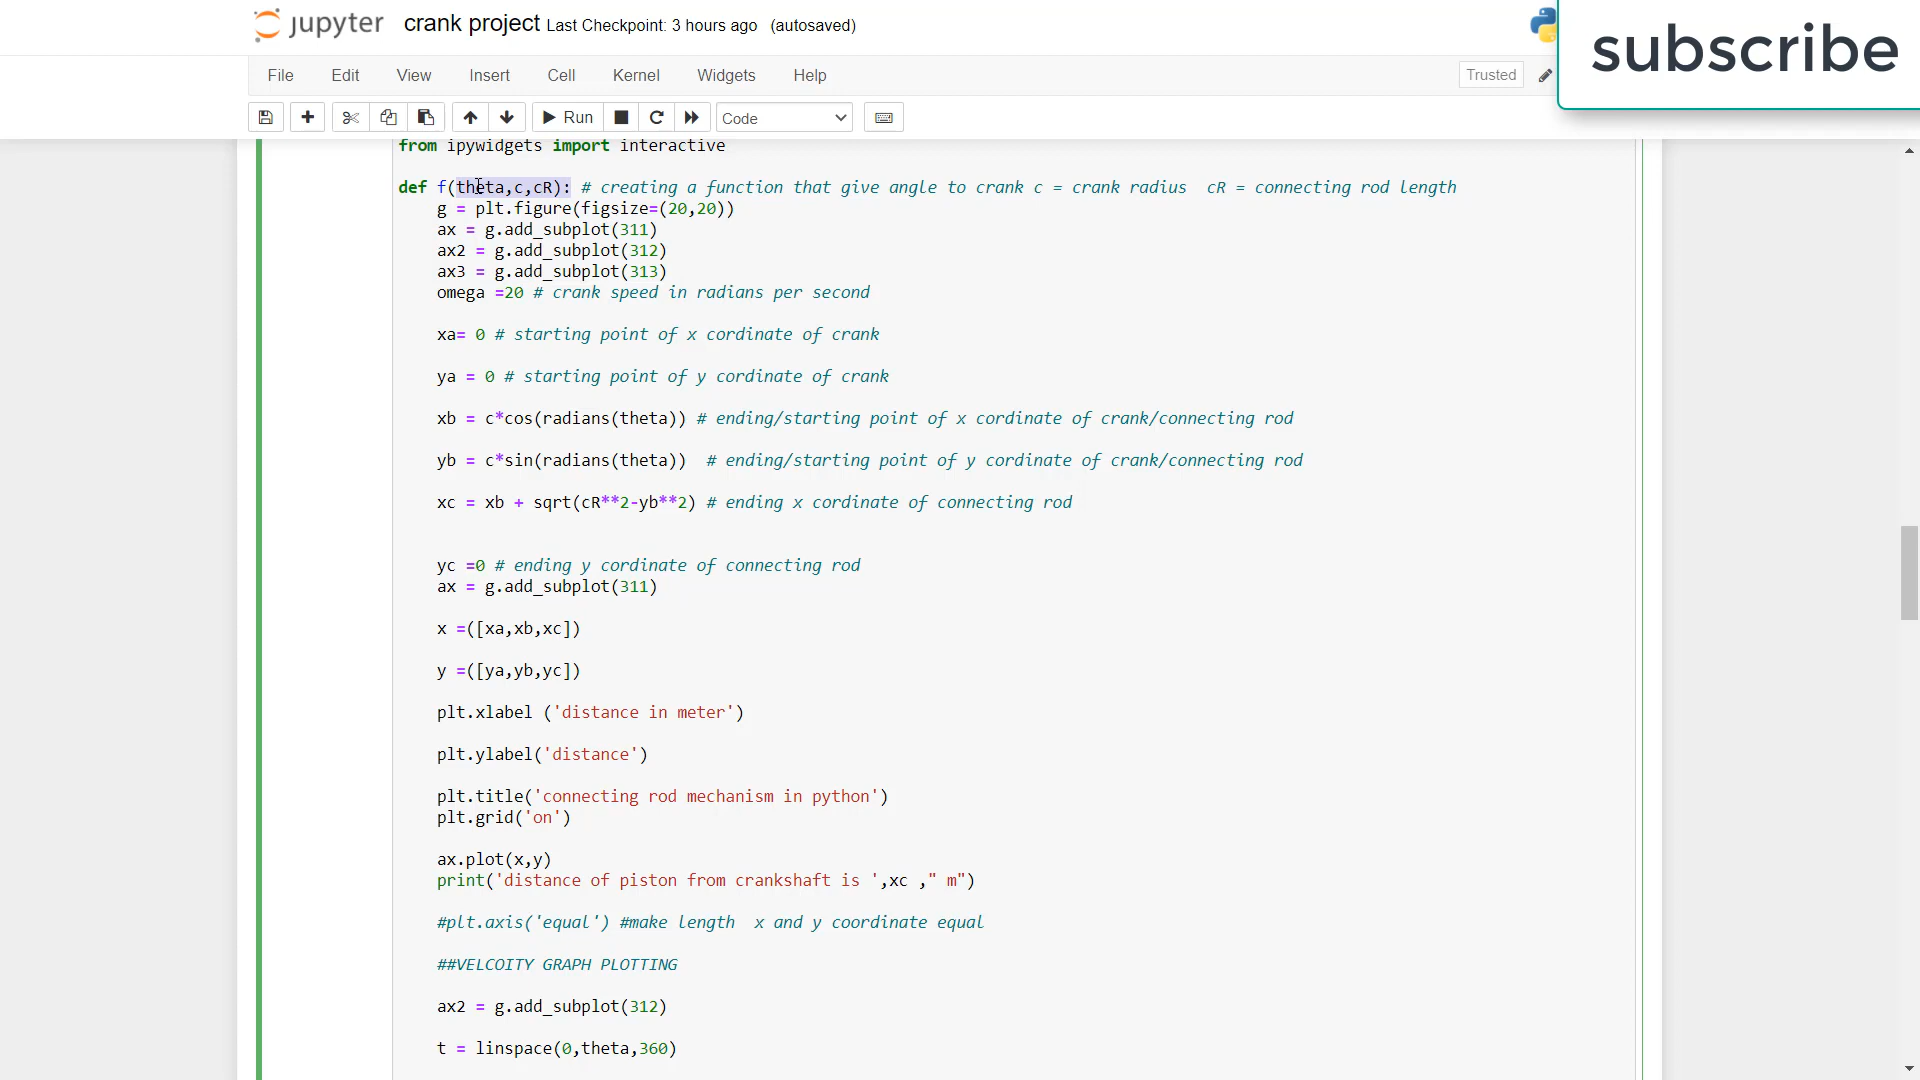 jupyter crank project Last Checkpoint: 3 hours ago (autosaved)
subscribe
File Edit View Insert Cell Kernel Widgets Help Trusted
Run Code
from ipywidgets import interactive
def f(theta,c,cR): # creating a function that give angle to crank c = crank radius  cR = connecting rod length
g = plt.figure(figsize=(20,20))
ax = g.add_subplot(311)
ax2 = g.add_subplot(312)
ax3 = g.add_subplot(313)
omega =20 # crank speed in radians per second
xa= 0 # starting point of x cordinate of crank
ya = 0 # starting point of y cordinate of crank
xb = c*cos(radians(theta)) # ending/starting point of x cordinate of crank/connecting rod
yb = c*sin(radians(theta))  # ending/starting point of y cordinate of crank/connecting rod
xc = xb + sqrt(cR**2-yb**2) # ending x cordinate of connecting rod
yc =0 # ending y cordinate of connecting rod
ax = g.add_subplot(311)
x =([xa,xb,xc])
y =([ya,yb,yc])
plt.xlabel ('distance in meter')
plt.ylabel('distance')
plt.title('connecting rod mechanism in python')
plt.grid('on')
ax.plot(x,y)
print('distance of piston from crankshaft is ',xc ," m")
#plt.axis('equal') #make length  x and y coordinate equal
##VELCOITY GRAPH PLOTTING
ax2 = g.add_subplot(312)
t = linspace(0,theta,360)